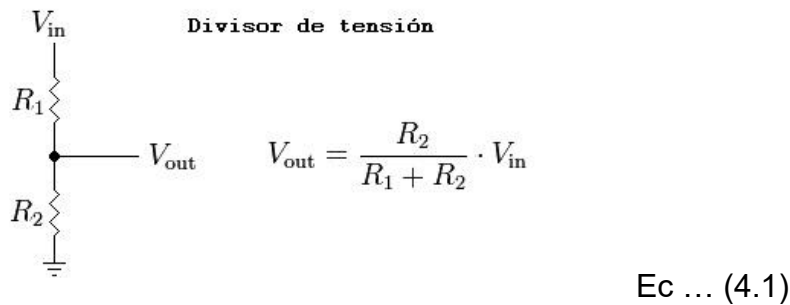 V_in
Divisor de tensión
R_1
V_out
V_out = R_2 / (R_1 + R_2) · V_in
R_2
Ec … (4.1)